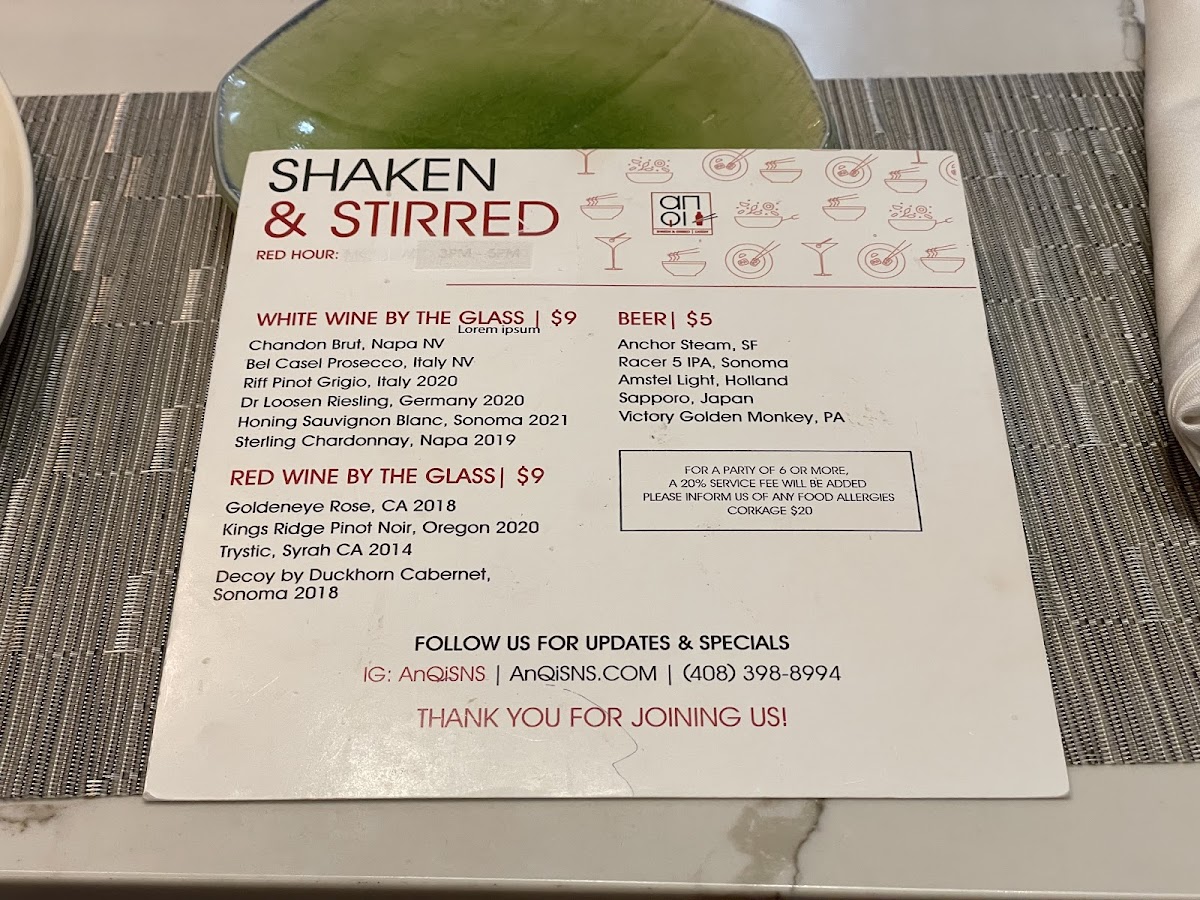 SHAKEN
& STIRRED
RED HOUR: 3PM - 6PM
an
Qi
WHITE WINE BY THE GLASS | $9
Lorem ipsum
Chandon Brut, Napa NV
Bel Casel Prosecco, Italy NV
Riff Pinot Grigio, Italy 2020
Dr Loosen Riesling, Germany 2020
Honing Sauvignon Blanc, Sonoma 2021
Sterling Chardonnay, Napa 2019
RED WINE BY THE GLASS| $9
Goldeneye Rose, CA 2018
Kings Ridge Pinot Noir, Oregon 2020
Trystic, Syrah CA 2014
Decoy by Duckhorn Cabernet,
Sonoma 2018
BEER| $5
Anchor Steam, SF
Racer 5 IPA, Sonoma
Amstel Light, Holland
Sapporo, Japan
Victory Golden Monkey, PA
FOR A PARTY OF 6 OR MORE,
A 20% SERVICE FEE WILL BE ADDED
PLEASE INFORM US OF ANY FOOD ALLERGIES
CORKAGE $20
FOLLOW US FOR UPDATES & SPECIALS
IG: AnQiSNS | AnQiSNS.COM | (408) 398-8994
THANK YOU FOR JOINING US!